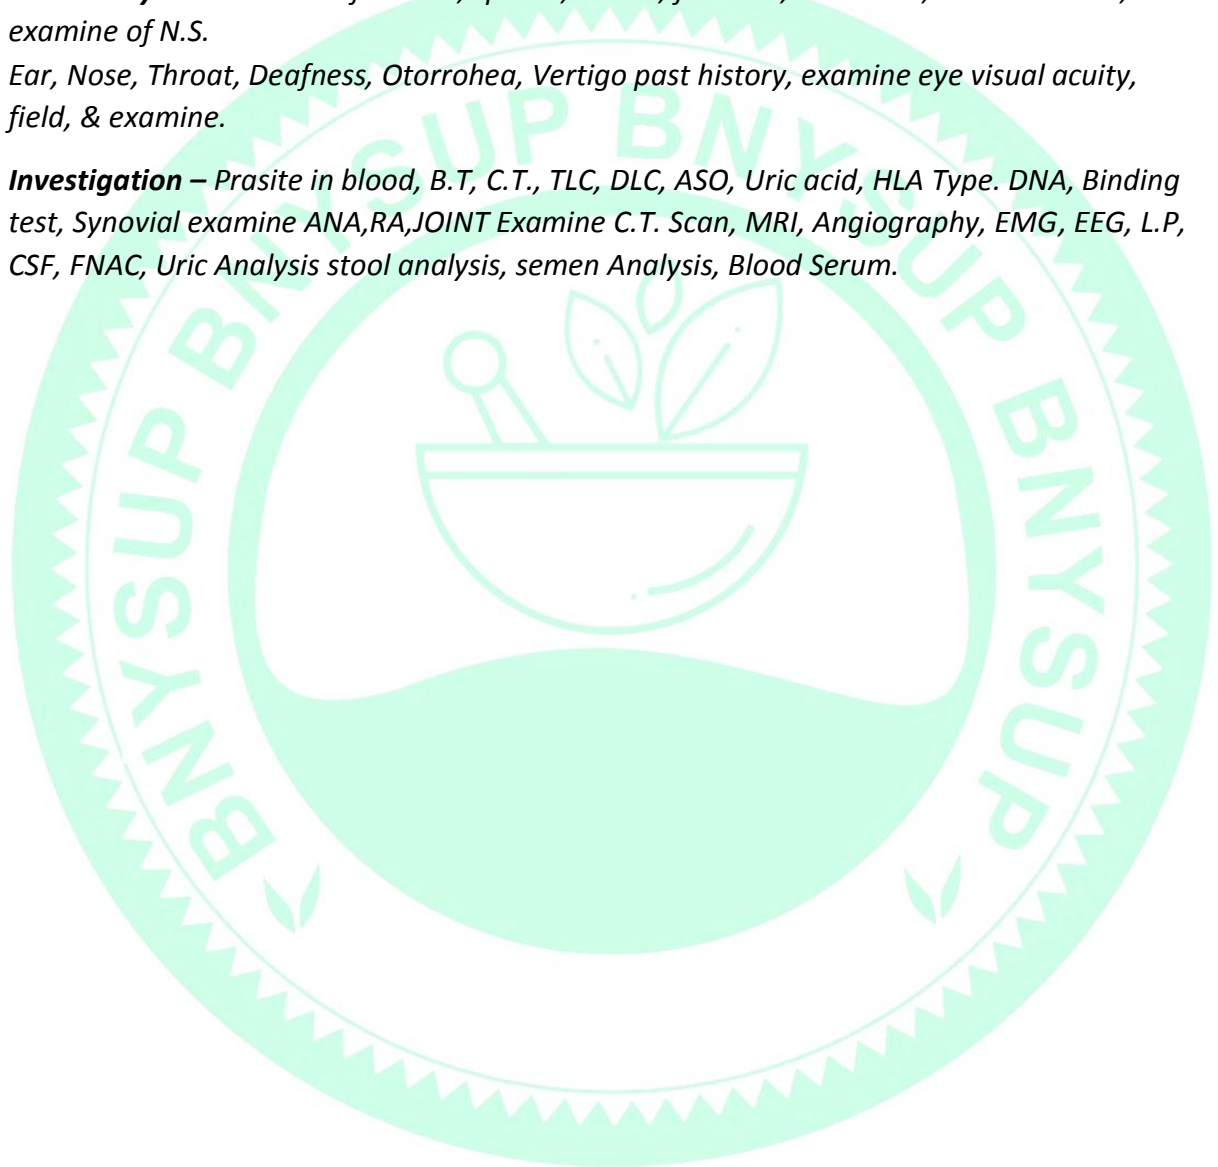 examine of N.S.
Ear, Nose, Throat, Deafness, Otorrohea, Vertigo past history, examine eye visual acuity,
field, & examine.
Investigation – Prasite in blood, B.T, C.T., TLC, DLC, ASO, Uric acid, HLA Type. DNA, Binding
test, Synovial examine ANA,RA,JOINT Examine C.T. Scan, MRI, Angiography, EMG, EEG, L.P,
CSF, FNAC, Uric Analysis stool analysis, semen Analysis, Blood Serum.
BNYSUP BNYSUP BNYSUP BNYSUP